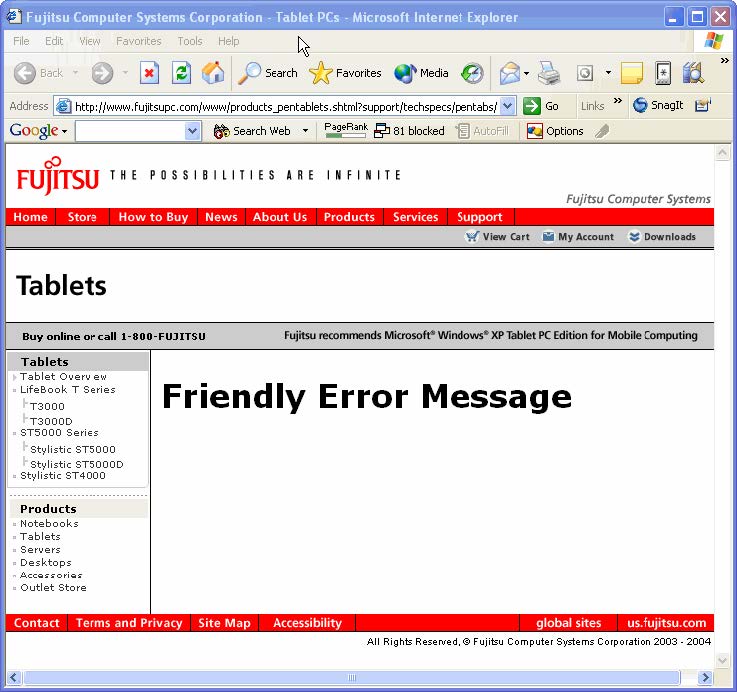 Fujitsu Computer Systems Corporation - Tablet PCs - Microsoft Internet Explorer
File Edit View Favorites Tools Help
Back Search Favorites Media
Address http://www.fujitsupc.com/www/products_pentablets.shtml?support/techspecs/pentabs/ Go Links » SnagIt
Google Search Web PageRank 81 blocked AutoFill Options
FUJITSU THE POSSIBILITIES ARE INFINITE
Fujitsu Computer Systems
Home Store How to Buy News About Us Products Services Support
View Cart My Account Downloads
Tablets
Buy online or call 1-800-FUJITSU Fujitsu recommends Microsoft® Windows® XP Tablet PC Edition for Mobile Computing
Tablets
Tablet Overview
LifeBook T Series
T3000
T3000D
ST5000 Series
Stylistic ST5000
Stylistic ST5000D
Stylistic ST4000
Products
Notebooks
Tablets
Servers
Desktops
Accessories
Outlet Store
Friendly Error Message
Contact Terms and Privacy Site Map Accessibility global sites us.fujitsu.com
All Rights Reserved, © Fujitsu Computer Systems Corporation 2003 - 2004